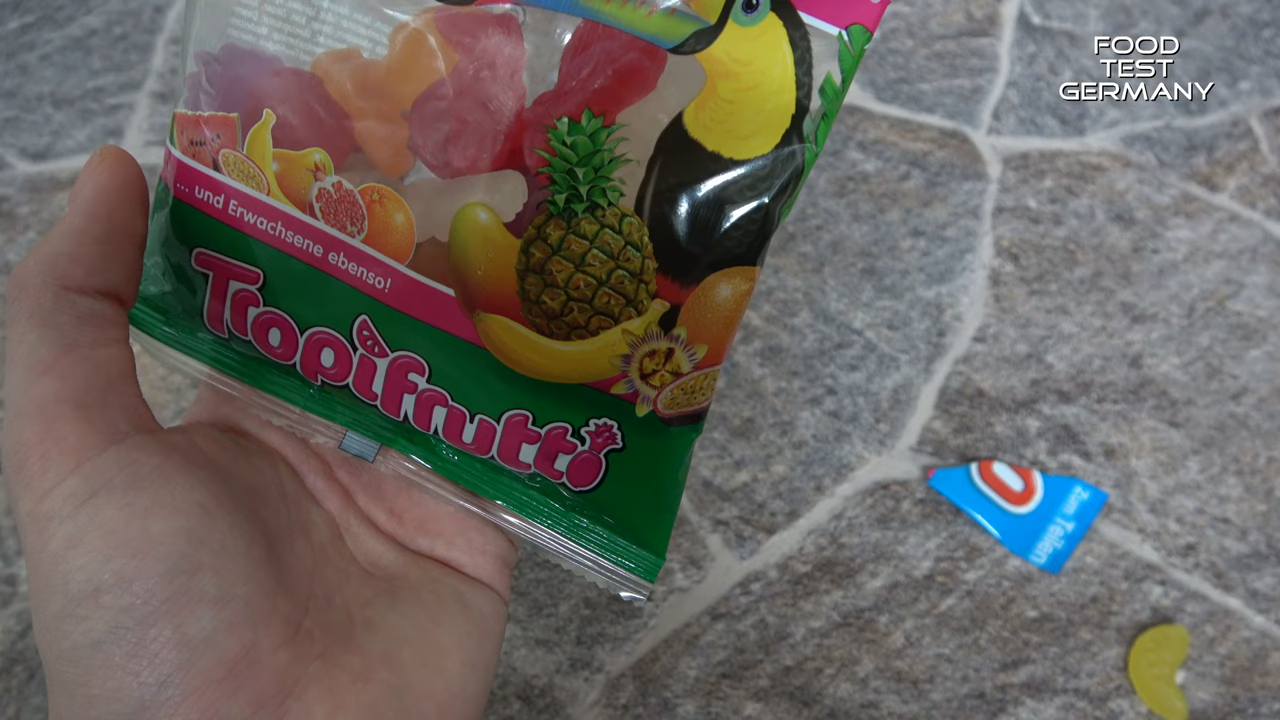 FOOD
TEST
GERMANY
... und Erwachsene ebenso!
Tropifrutti
O
Zum Teilen